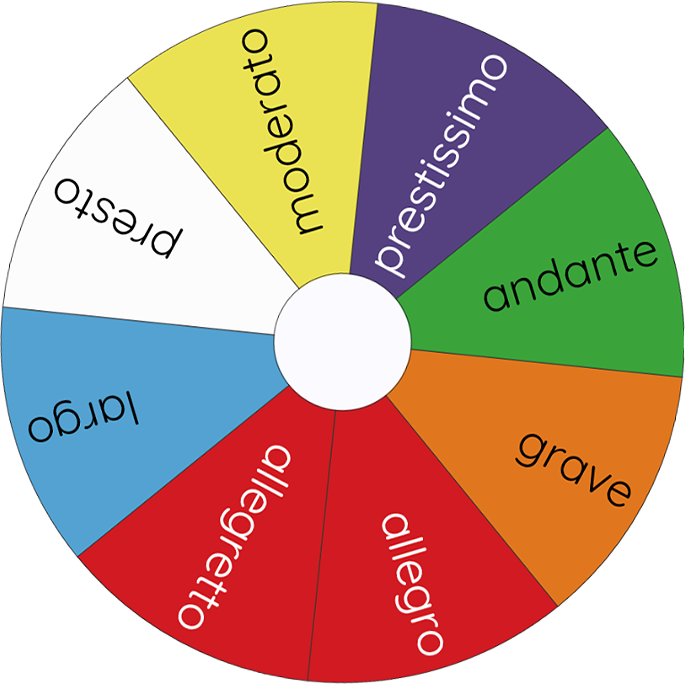 moderato
prestissimo
andante
grave
allegro
allegretto
largo
presto